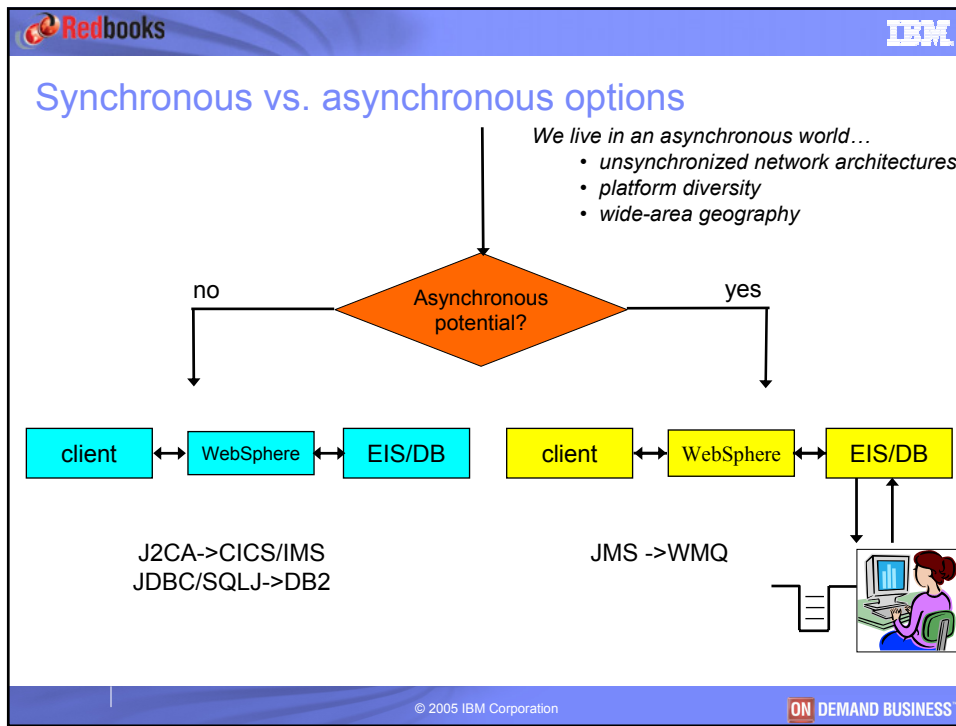 Redbooks
IBM
Synchronous vs. asynchronous options
We live in an asynchronous world…
• unsynchronized network architectures
• platform diversity
• wide-area geography
no
Asynchronous
potential?
yes
client
WebSphere
EIS/DB
client
WebSphere
EIS/DB
J2CA->CICS/IMS
JDBC/SQLJ->DB2
JMS ->WMQ
© 2005 IBM Corporation
ON DEMAND BUSINESS